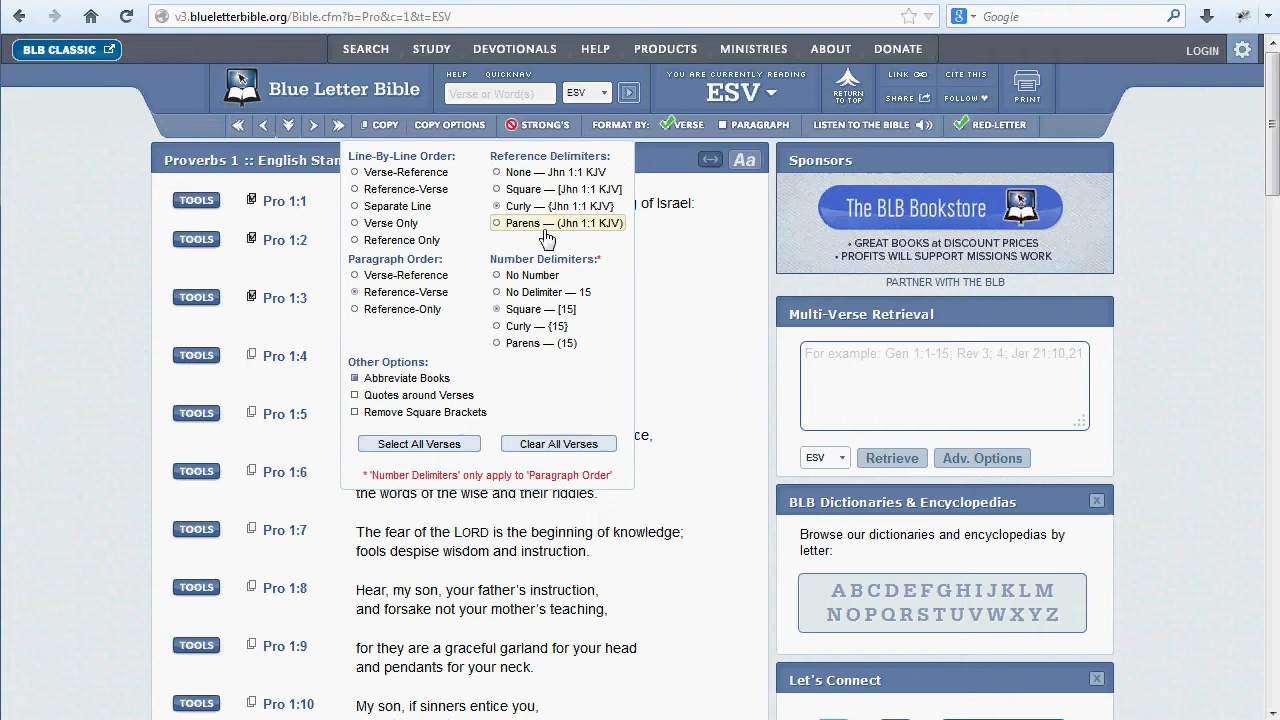 v3.blueletterbible.org/Bible.cfm?b=Pro&c=1&t=ESV
Google
BLB CLASSIC
SEARCH STUDY DEVOTIONALS HELP PRODUCTS MINISTRIES ABOUT DONATE
LOGIN
Blue Letter Bible
HELP QUICKNAV
Verse or Word(s)
ESV
YOU ARE CURRENTLY READING
ESV
RETURN
TO TOP
LINK
CITE THIS
SHARE
FOLLOW
PRINT
COPY COPY OPTIONS STRONG'S FORMAT BY: VERSE PARAGRAPH LISTEN TO THE BIBLE RED-LETTER
Proverbs 1 :: English Stan
Aa
Line-By-Line Order:
Verse-Reference
Reference-Verse
Separate Line
Verse Only
Reference Only
Paragraph Order:
Verse-Reference
Reference-Verse
Reference-Only
Reference Delimiters:
None — Jhn 1:1 KJV
Square — [Jhn 1:1 KJV]
Curly — {Jhn 1:1 KJV}
Parens — (Jhn 1:1 KJV)
Number Delimiters:*
No Number
No Delimiter — 15
Square — [15]
Curly — {15}
Parens — (15)
Other Options:
Abbreviate Books
Quotes around Verses
Remove Square Brackets
Select All Verses
Clear All Verses
* 'Number Delimiters' only apply to 'Paragraph Order'
TOOLS Pro 1:1 g of Israel:
TOOLS Pro 1:2
TOOLS Pro 1:3
TOOLS Pro 1:4
TOOLS Pro 1:5 ce,
TOOLS Pro 1:6
the words of the wise and their riddles.
TOOLS Pro 1:7 The fear of the LORD is the beginning of knowledge;
fools despise wisdom and instruction.
TOOLS Pro 1:8 Hear, my son, your father's instruction,
and forsake not your mother's teaching,
TOOLS Pro 1:9 for they are a graceful garland for your head
and pendants for your neck.
TOOLS Pro 1:10 My son, if sinners entice you,
Sponsors
The BLB Bookstore
• GREAT BOOKS at DISCOUNT PRICES
• PROFITS WILL SUPPORT MISSIONS WORK
PARTNER WITH THE BLB
Multi-Verse Retrieval
For example: Gen 1:1-15; Rev 3; 4; Jer 21:10,21
ESV
Retrieve
Adv. Options
BLB Dictionaries & Encyclopedias
Browse our dictionaries and encyclopedias by
letter:
A B C D E F G H I J K L M
N O P Q R S T U V W X Y Z
Let's Connect